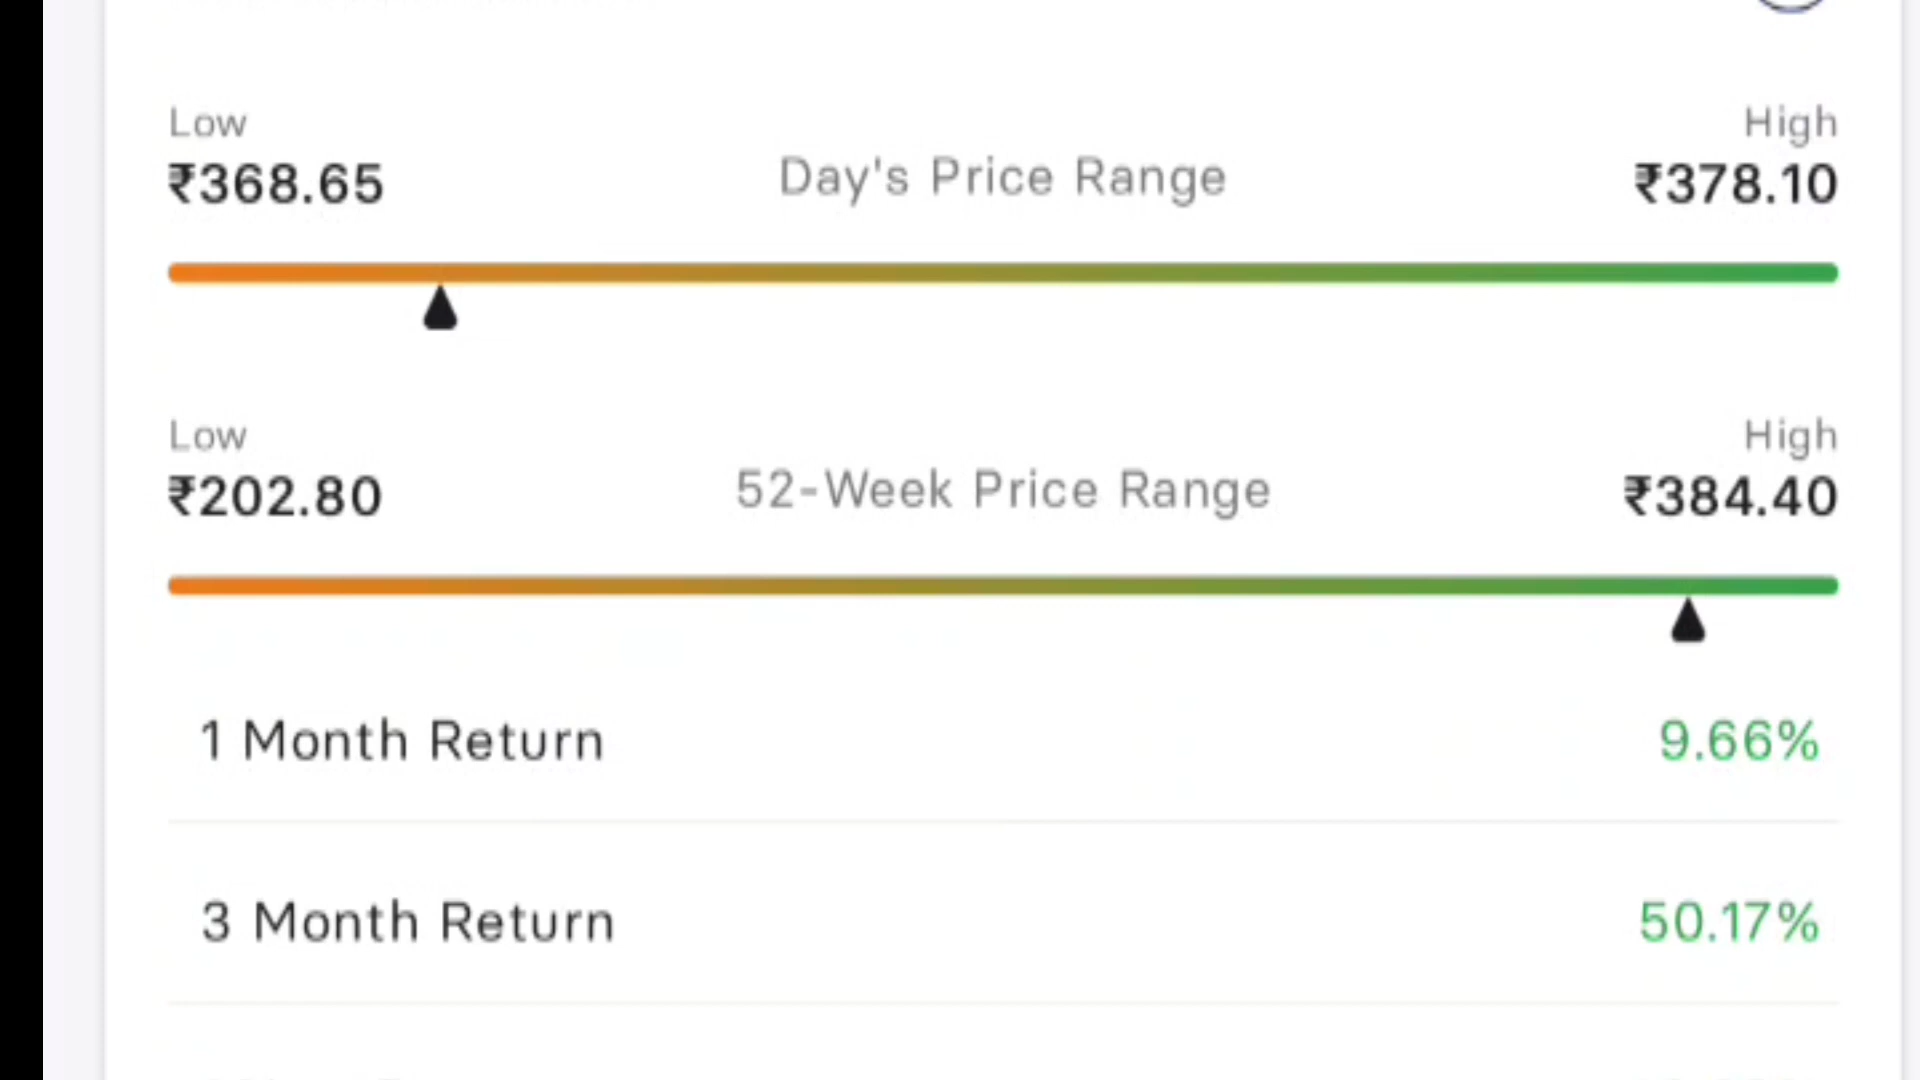 Low
High
₹368.65
Day's Price Range
₹378.10
Low
High
₹202.80
52-Week Price Range
₹384.40
1 Month Return
9.66%
3 Month Return
50.17%